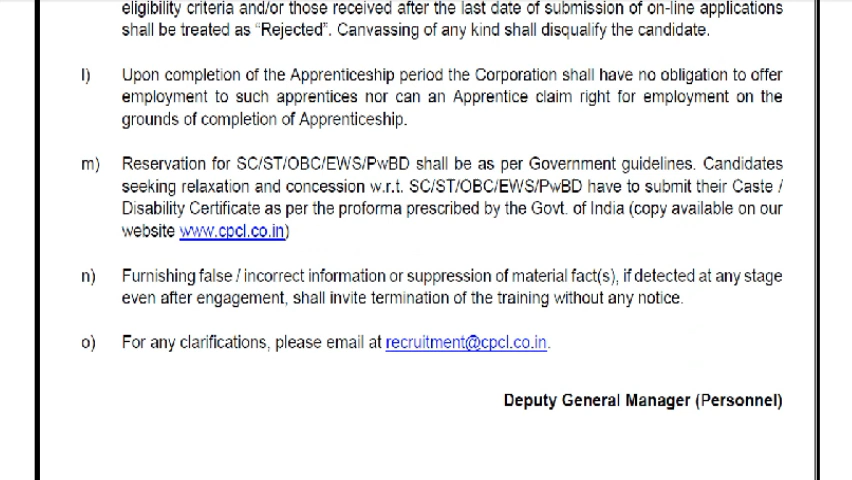 eligibility criteria and/or those received after the last date of submission of on-line applications
shall be treated as “Rejected”. Canvassing of any kind shall disqualify the candidate.
l) Upon completion of the Apprenticeship period the Corporation shall have no obligation to offer
employment to such apprentices nor can an Apprentice claim right for employment on the
grounds of completion of Apprenticeship.
m) Reservation for SC/ST/OBC/EWS/PwBD shall be as per Government guidelines. Candidates
seeking relaxation and concession w.r.t. SC/ST/OBC/EWS/PwBD have to submit their Caste /
Disability Certificate as per the proforma prescribed by the Govt. of India (copy available on our
website www.cpcl.co.in)
n) Furnishing false / incorrect information or suppression of material fact(s), if detected at any stage
even after engagement, shall invite termination of the training without any notice.
o) For any clarifications, please email at recruitment@cpcl.co.in.
Deputy General Manager (Personnel)